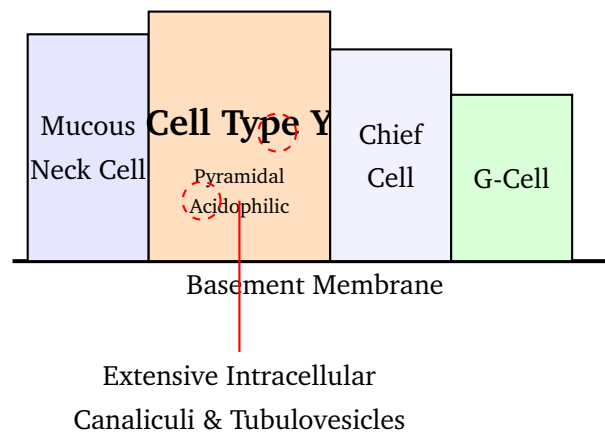 Mucous
Neck Cell
Cell Type Y
Pyramidal
Acidophilic
Chief
Cell
G-Cell
Basement Membrane
Extensive Intracellular
Canaliculi & Tubulovesicles